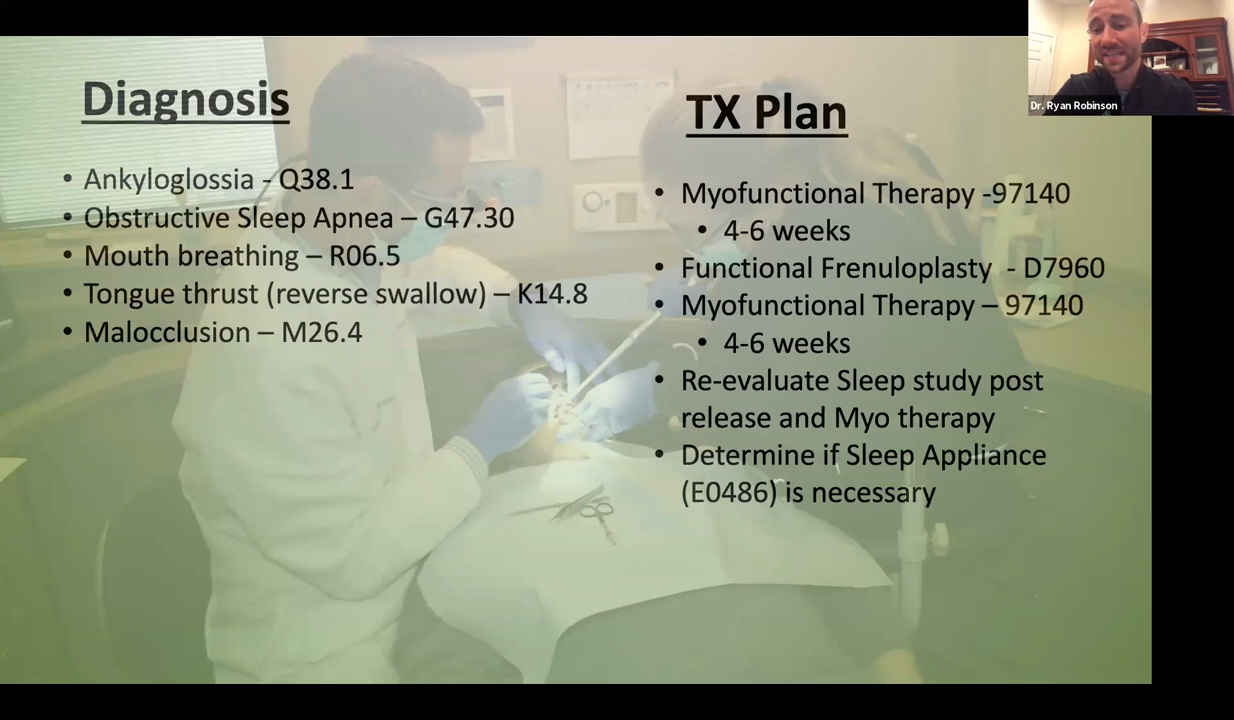 Diagnosis
• Ankyloglossia - Q38.1
• Obstructive Sleep Apnea – G47.30
• Mouth breathing – R06.5
• Tongue thrust (reverse swallow) – K14.8
• Malocclusion – M26.4
TX Plan
• Myofunctional Therapy -97140
• 4-6 weeks
• Functional Frenuloplasty - D7960
• Myofunctional Therapy – 97140
• 4-6 weeks
• Re-evaluate Sleep study post
release and Myo therapy
• Determine if Sleep Appliance
(E0486) is necessary
Dr. Ryan Robinson